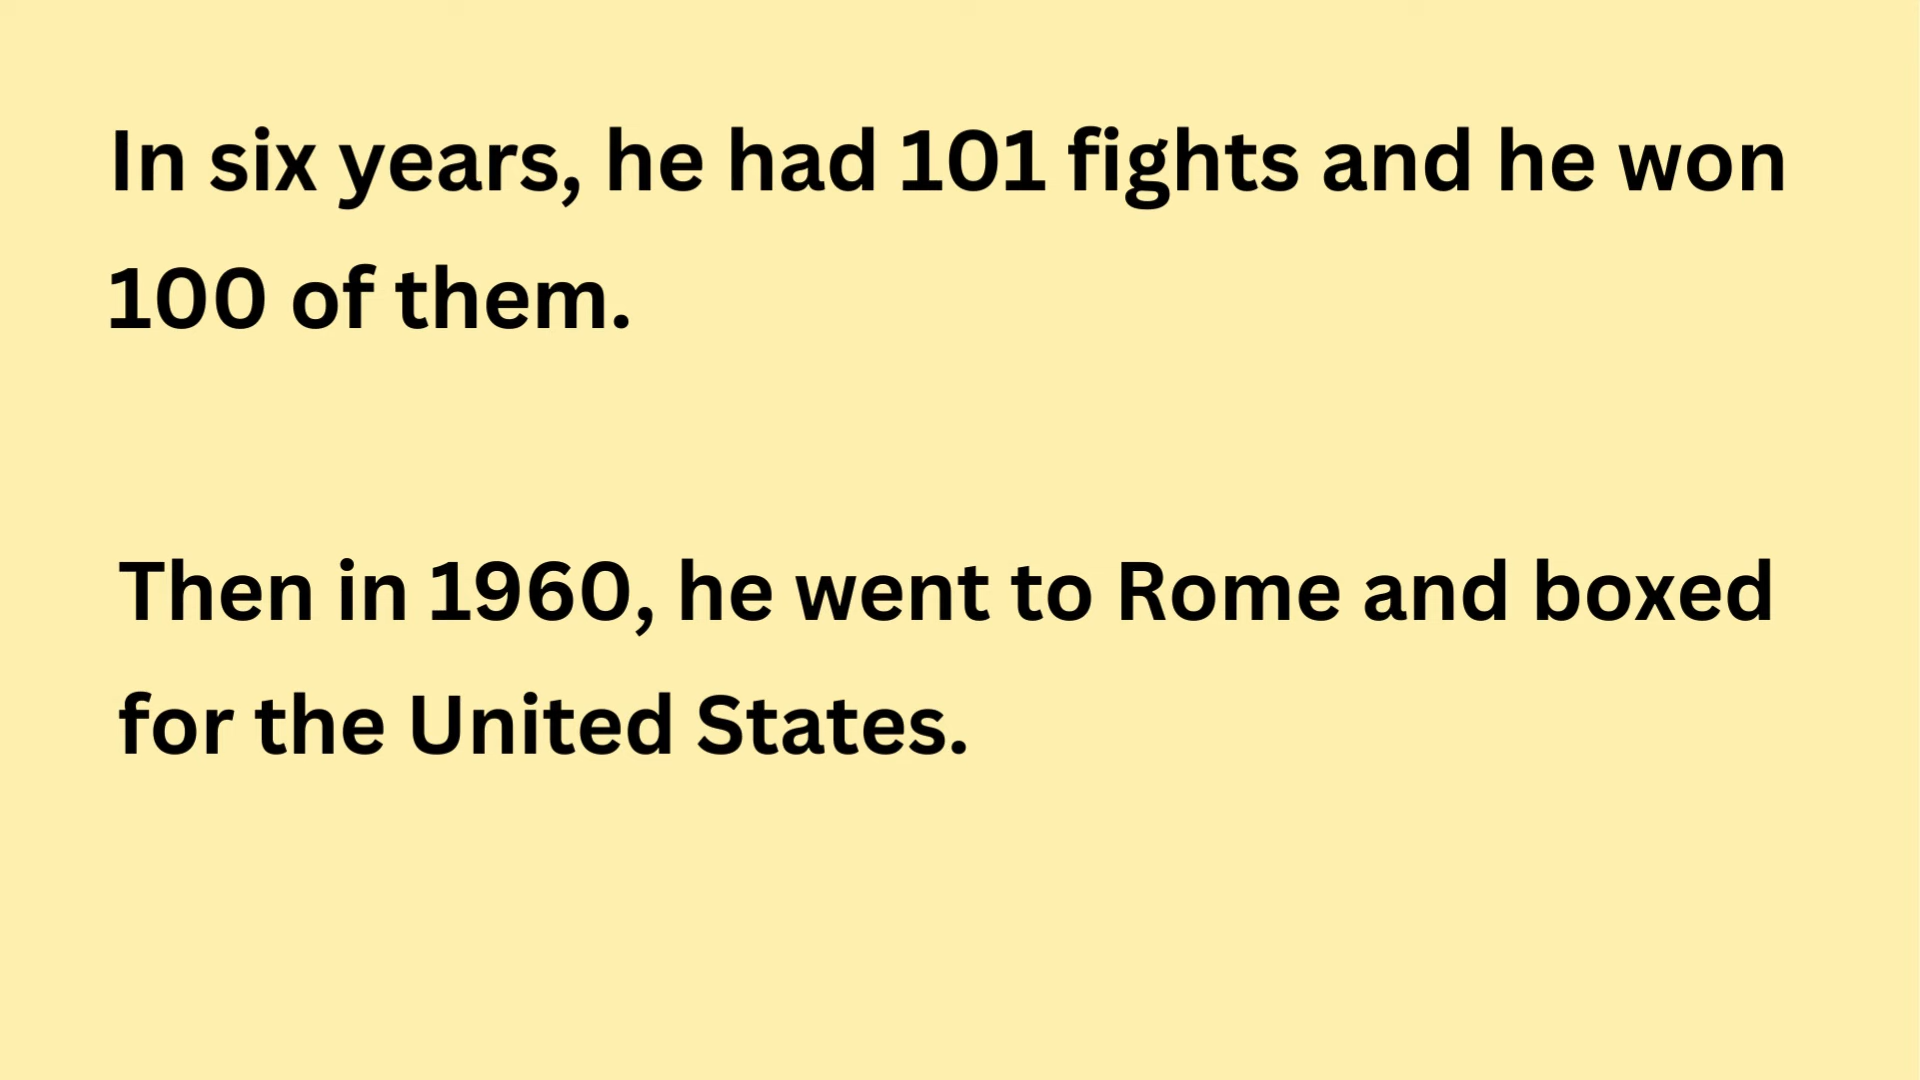 In six years, he had 101 fights and he won
100 of them.
Then in 1960, he went to Rome and boxed
for the United States.